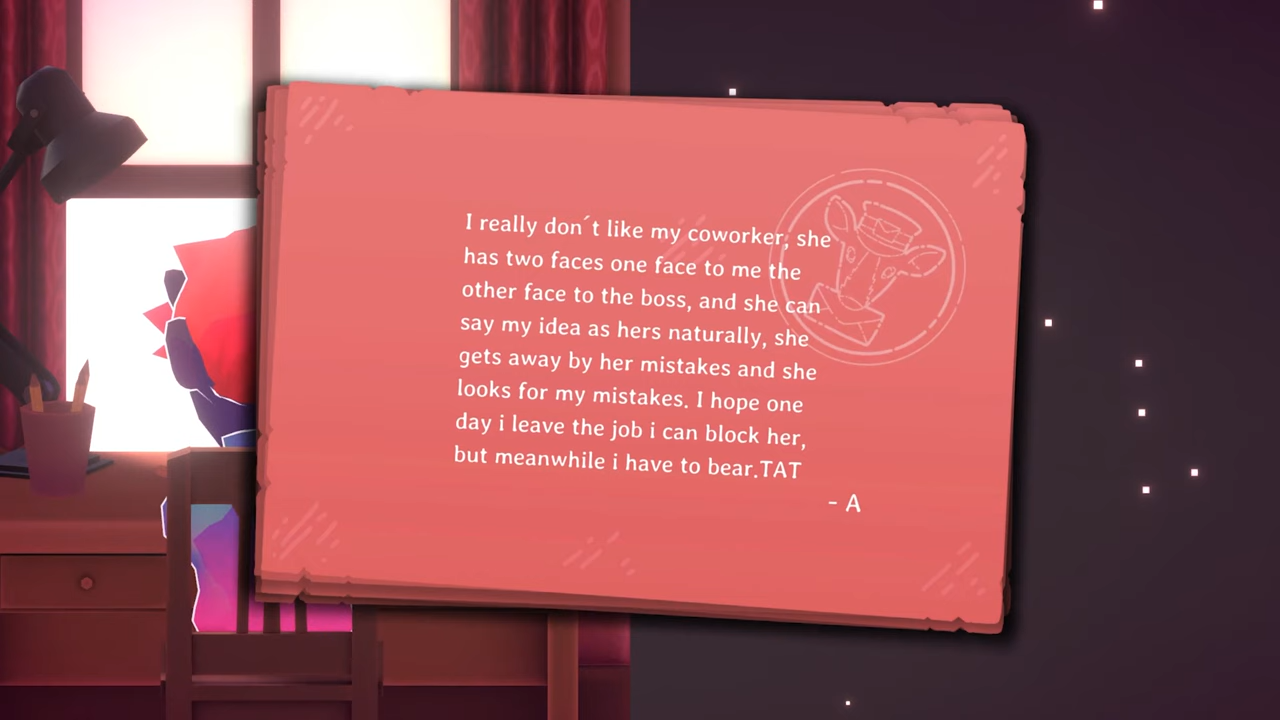 I really don´t like my coworker, she
has two faces one face to me the
other face to the boss, and she can
say my idea as hers naturally, she
gets away by her mistakes and she
looks for my mistakes. I hope one
day i leave the job i can block her,
but meanwhile i have to bear.TAT
- A